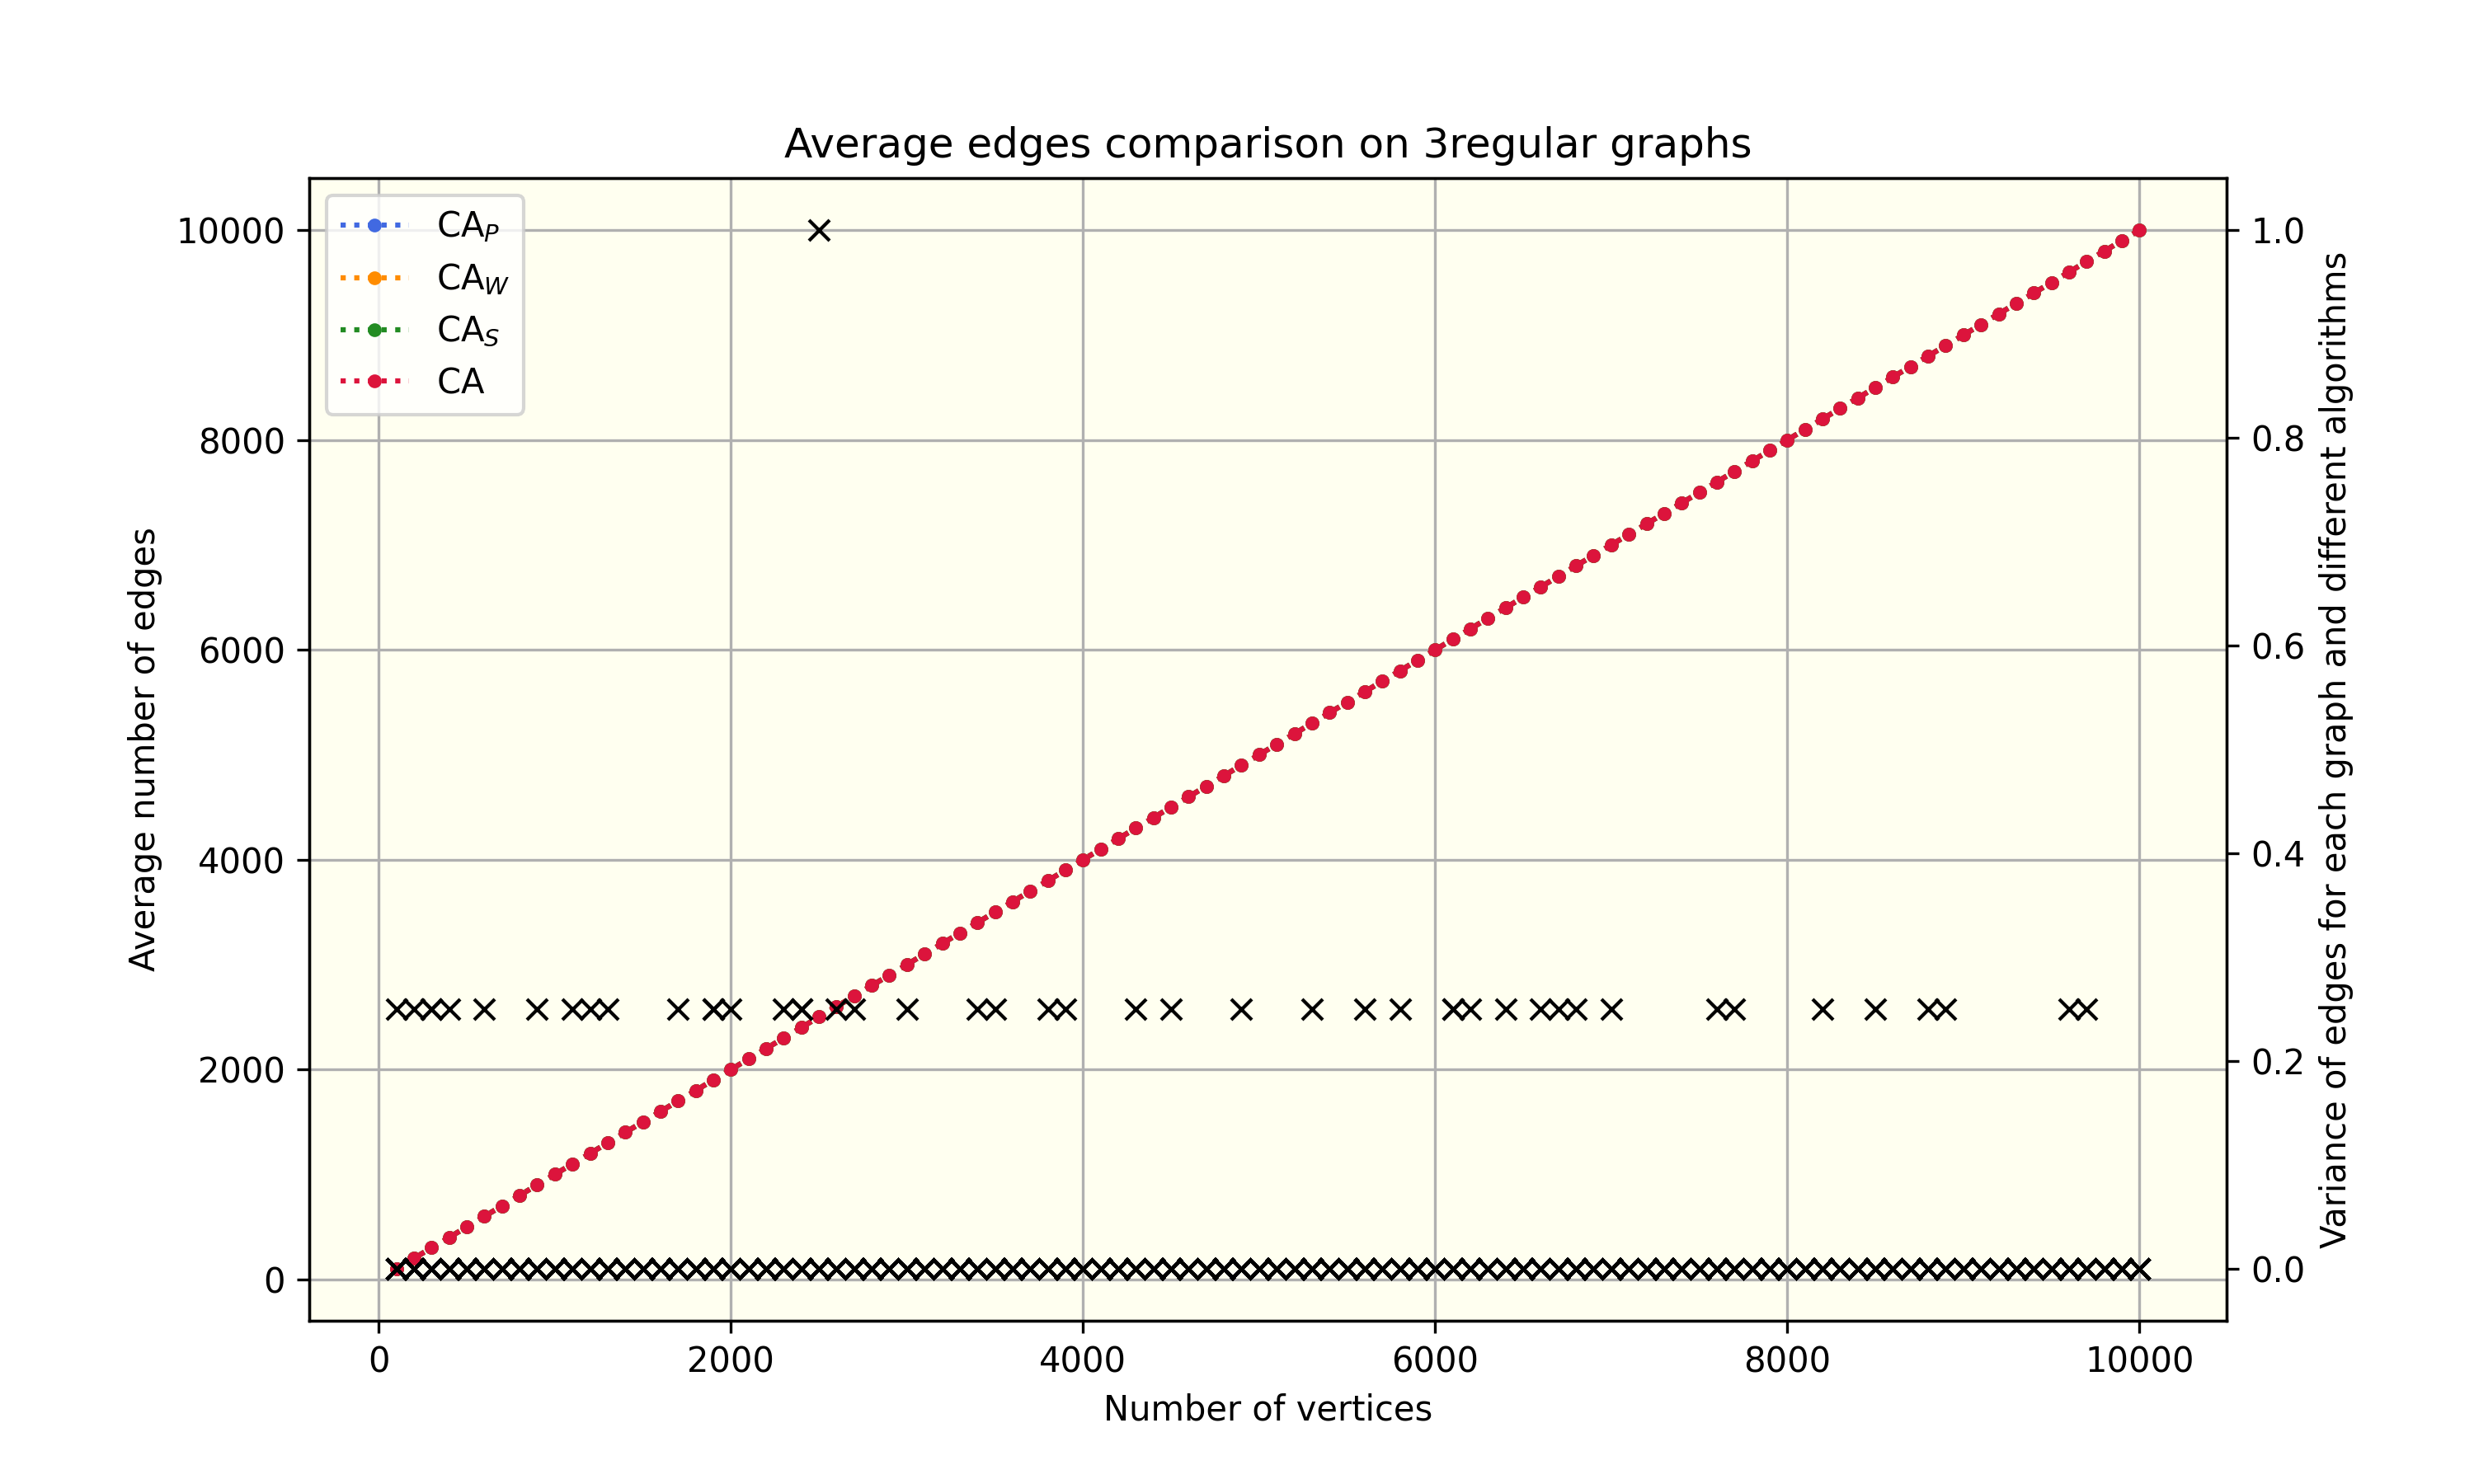 Average edges comparison on 3regular graphs
CA_P
CA_W
CA_S
CA
10000
8000
6000
4000
2000
0
Average number of edges
1.0
0.8
0.6
0.4
0.2
0.0
Variance of edges for each graph and different algorithms
0 2000 4000 6000 8000 10000
Number of vertices